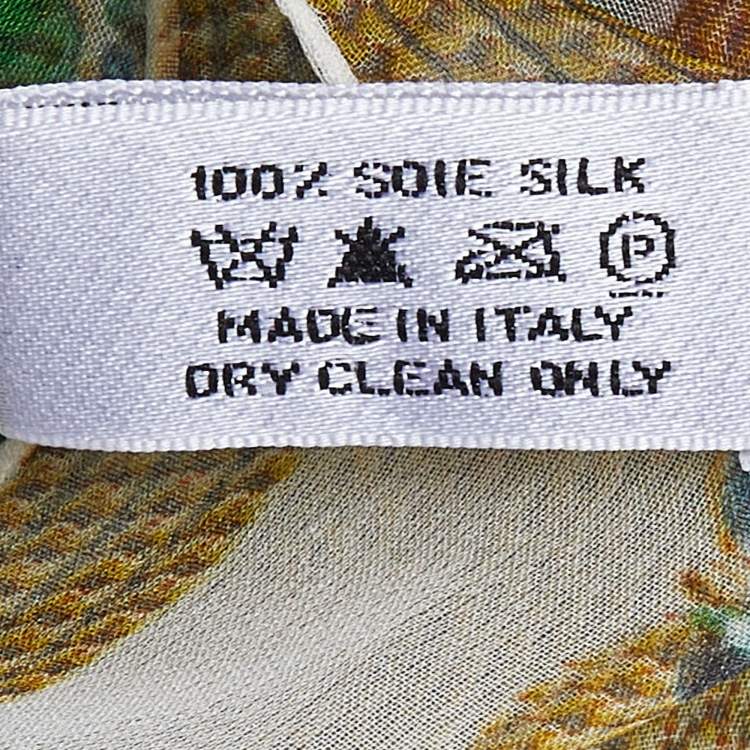 100% SOIE SILK
P
MADE IN ITALY
DRY CLEAN ONLY